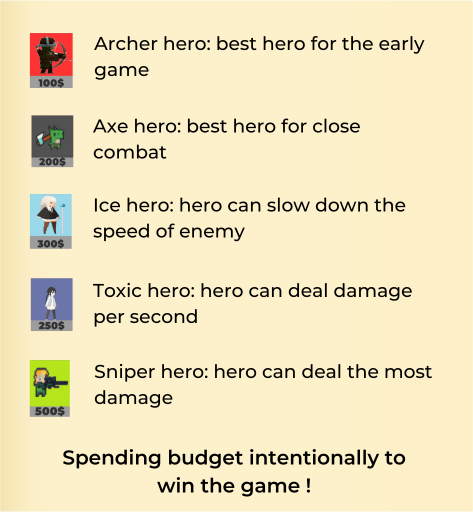 Archer hero: best hero for the early
game
100$
Axe hero: best hero for close
combat
200$
Ice hero: hero can slow down the
speed of enemy
300$
Toxic hero: hero can deal damage
per second
250$
Sniper hero: hero can deal the most
damage
500$
Spending budget intentionally to
win the game !